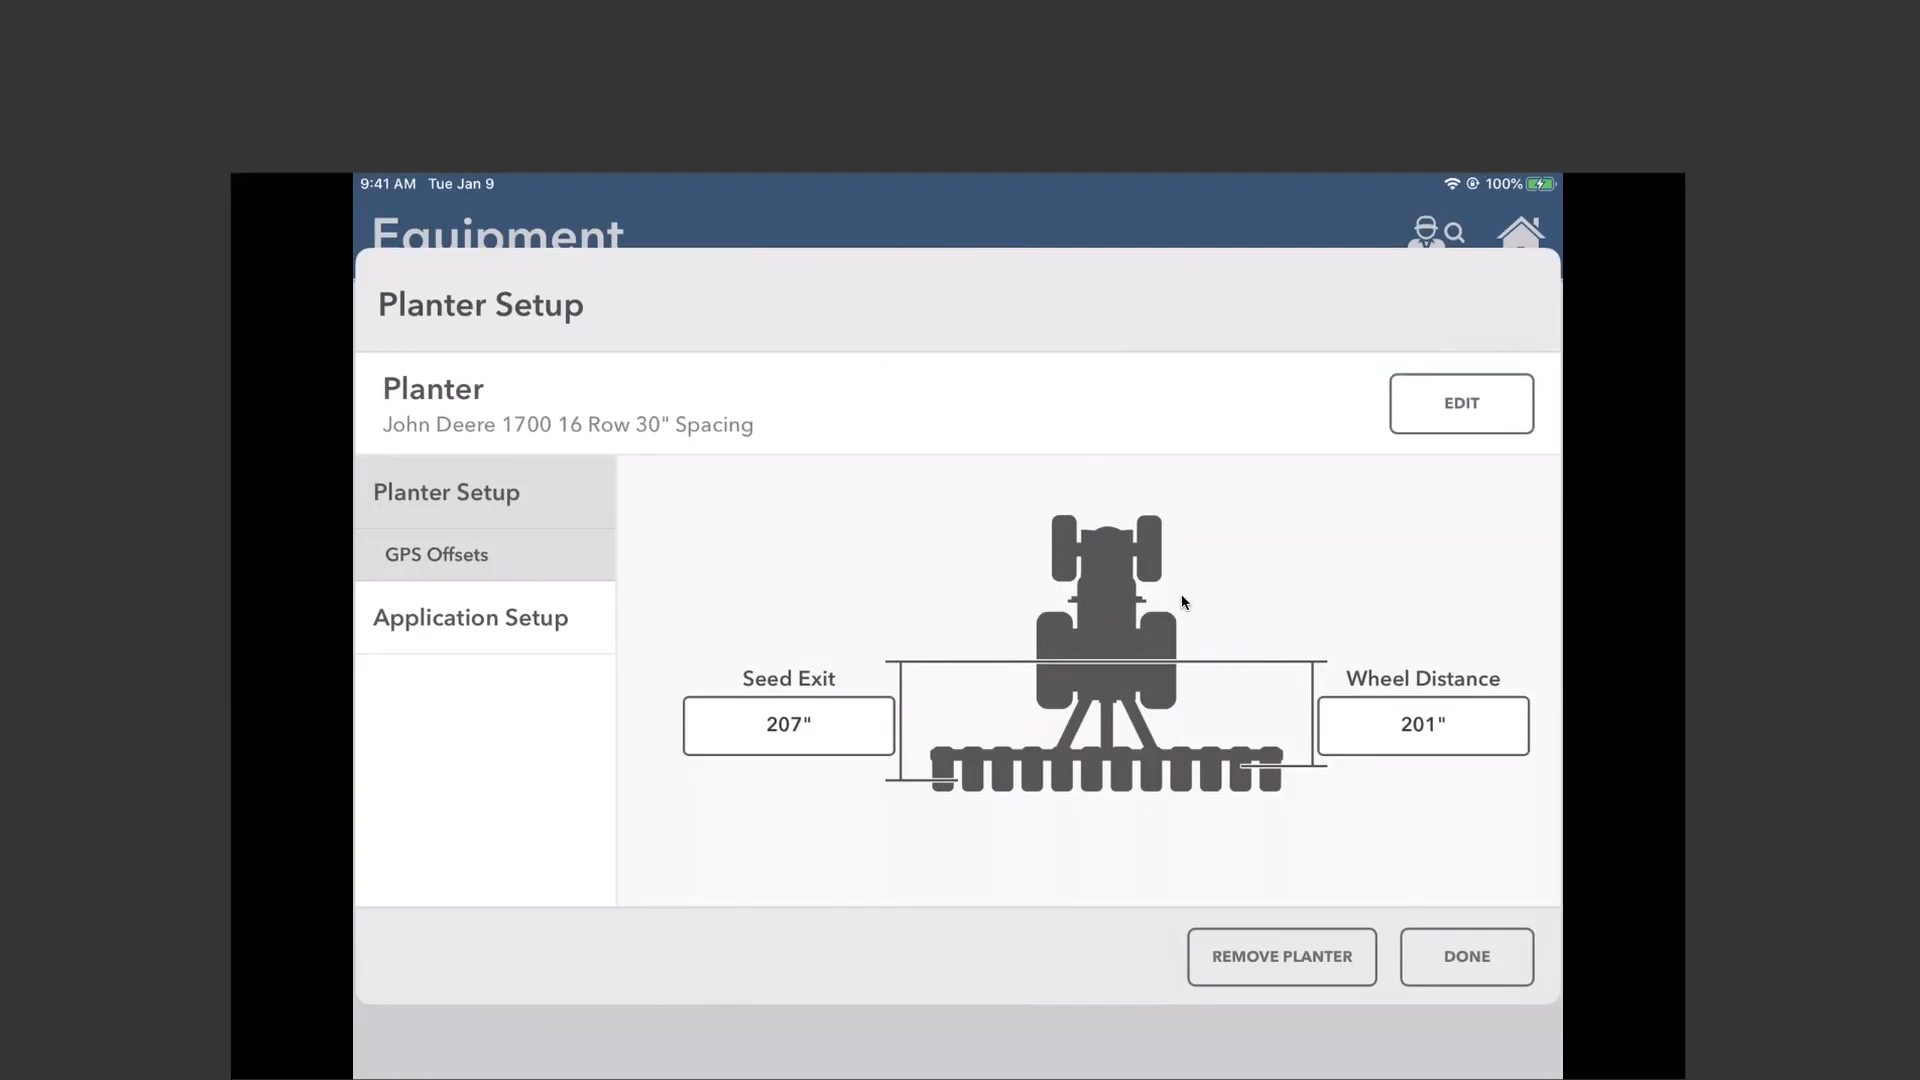 9:41 AM Tue Jan 9
100%
Equipment
Planter Setup
Planter
John Deere 1700 16 Row 30" Spacing
EDIT
Planter Setup
GPS Offsets
Application Setup
Seed Exit
207"
Wheel Distance
201"
REMOVE PLANTER
DONE